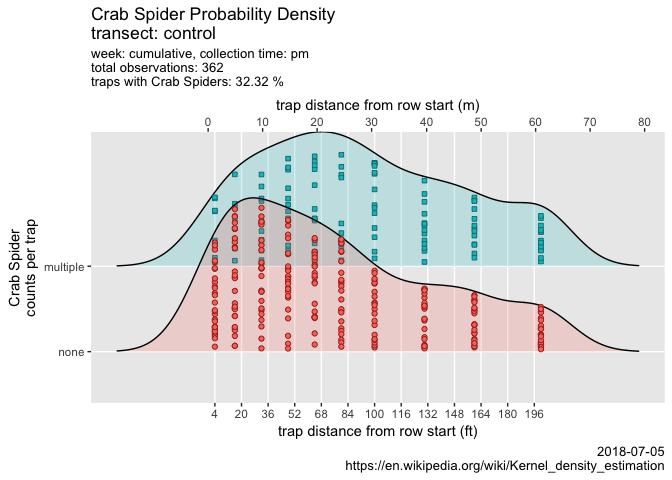 Crab Spider Probability Density
transect: control
week: cumulative, collection time: pm
total observations: 362
traps with Crab Spiders: 32.32 %
trap distance from row start (m)
0 10 20 30 40 50 60 70 80
Crab Spider
counts per trap
multiple
none
4 20 36 52 68 84 100 116 132 148 164 180 196
trap distance from row start (ft)
2018-07-05
https://en.wikipedia.org/wiki/Kernel_density_estimation